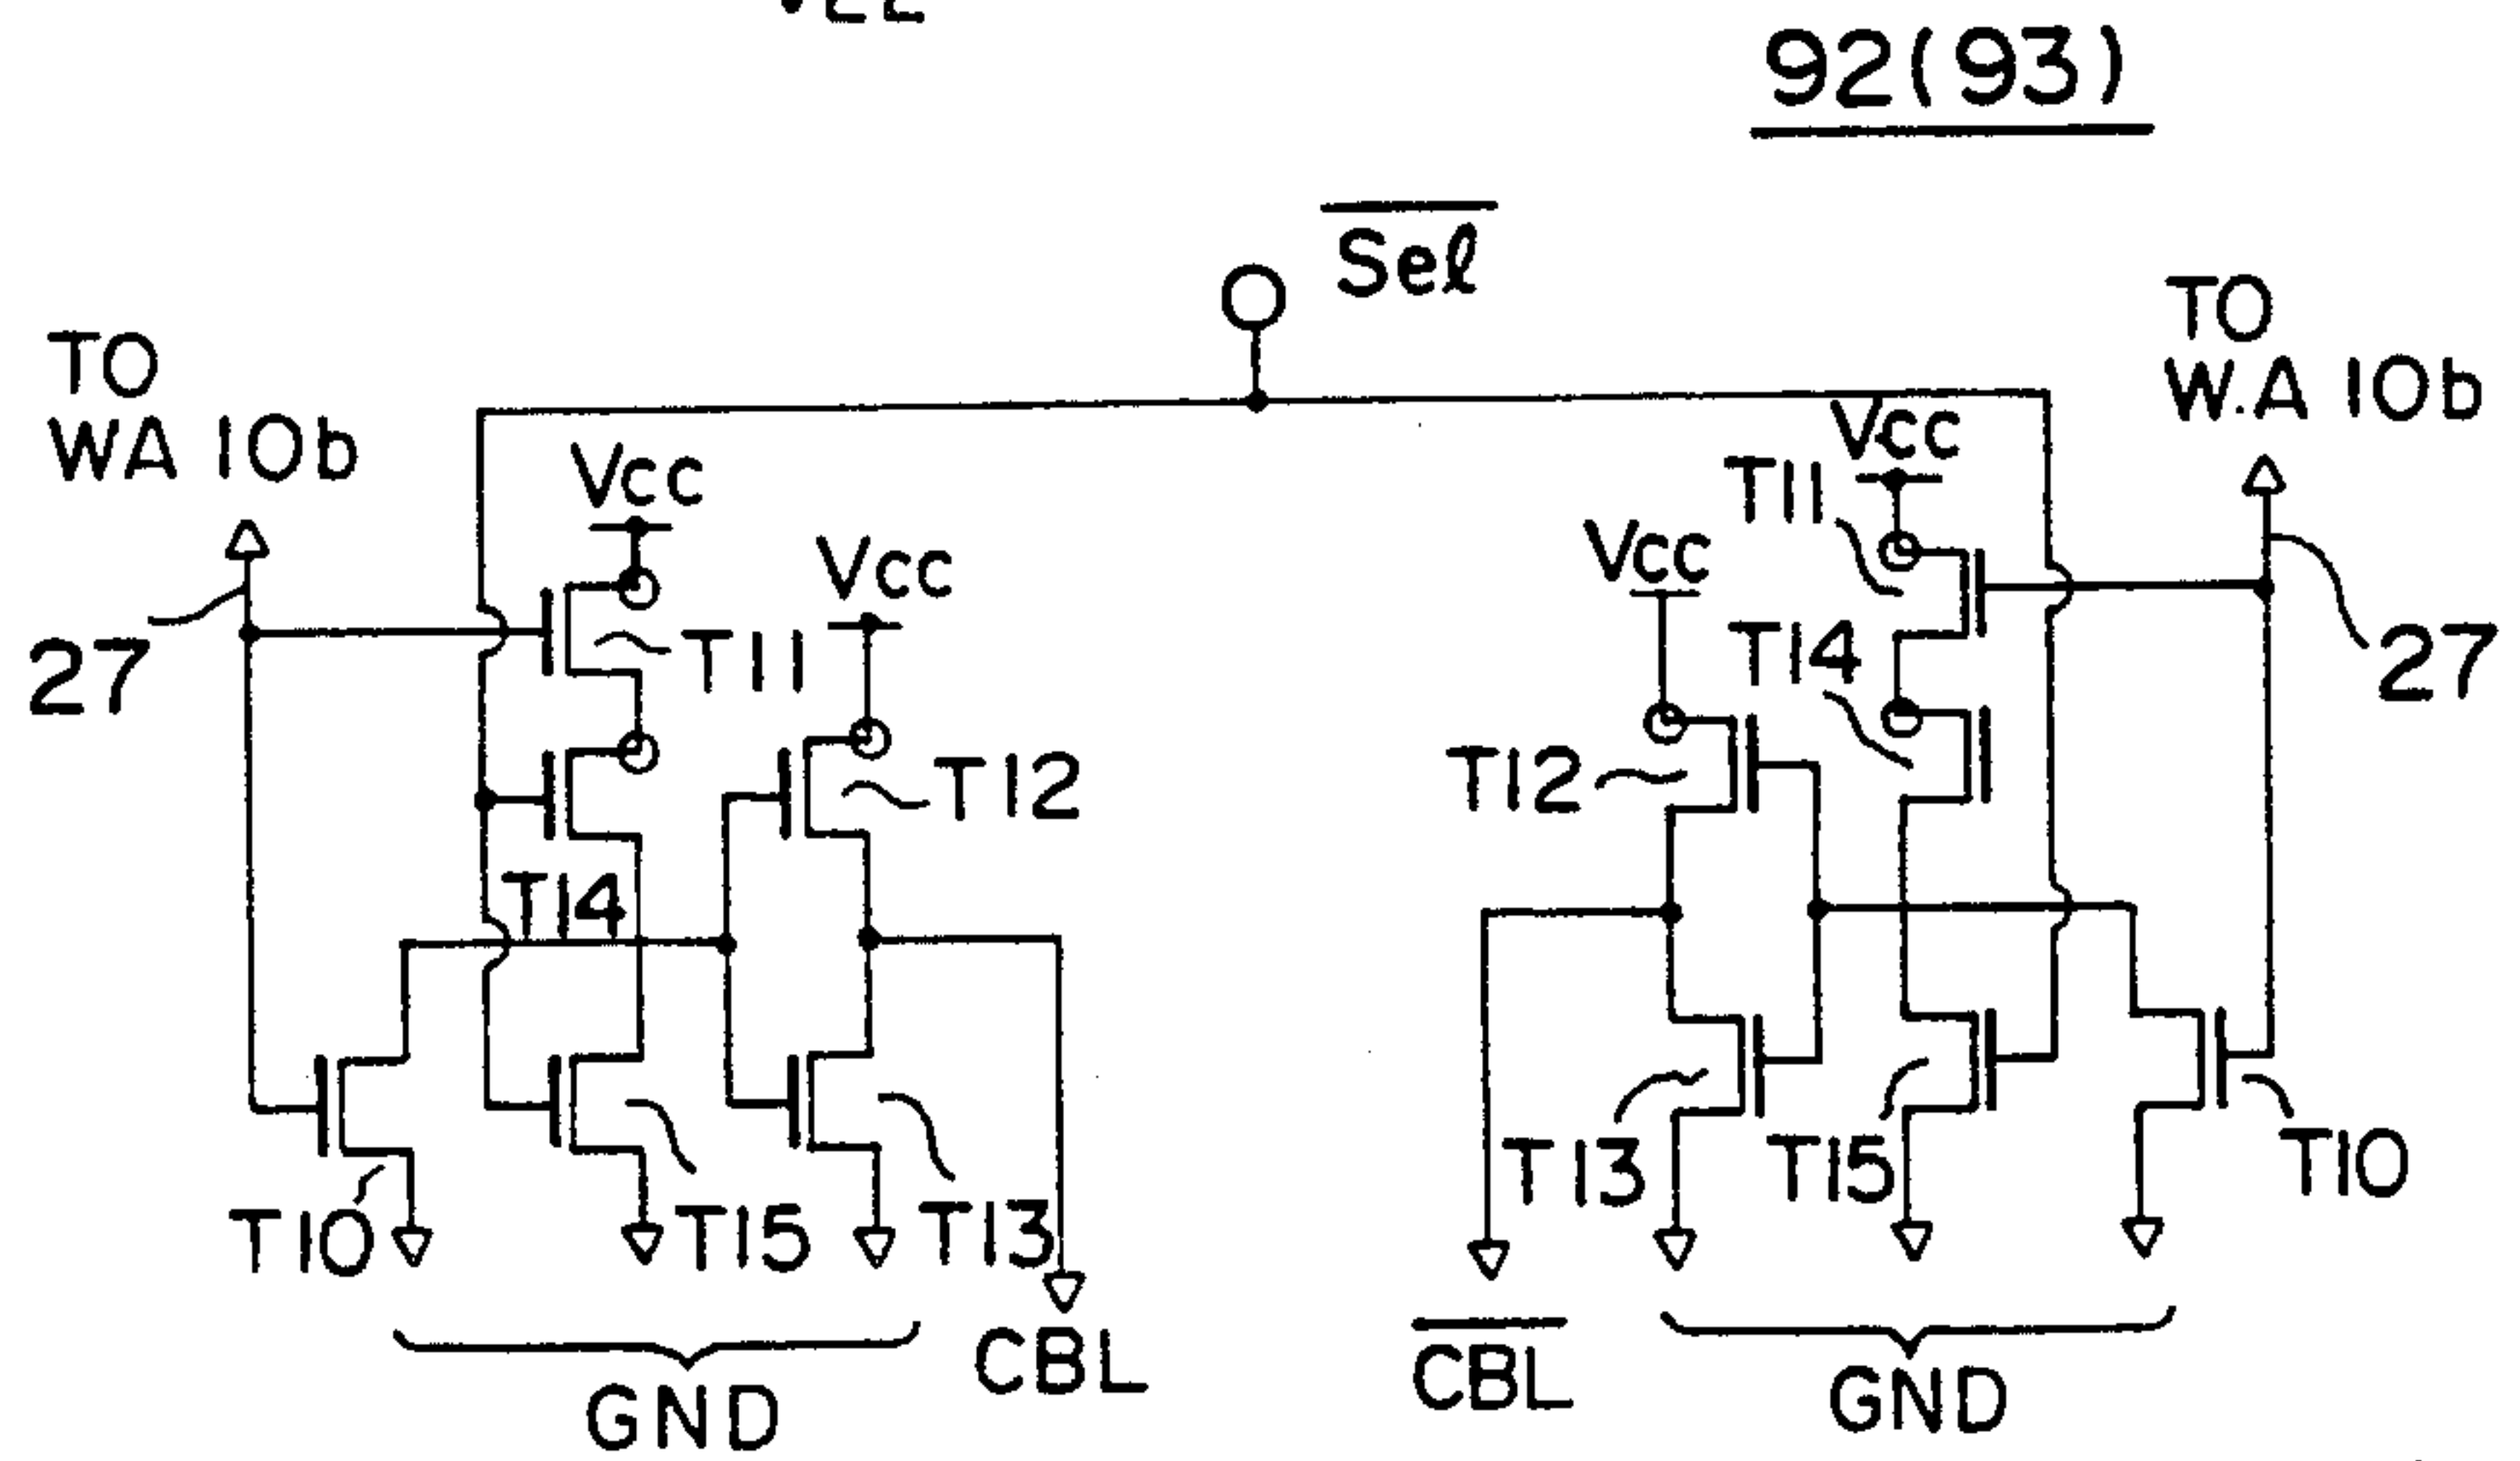 92(93)
Sel
TO
WA 10b
TO
W.A 10b
Vcc
Vcc
T11
Vcc
Vcc
27
T11
T14
27
T12
T12
T14
T10
T15
T13
T13
T15
T10
CBL
CBL
GND
GND